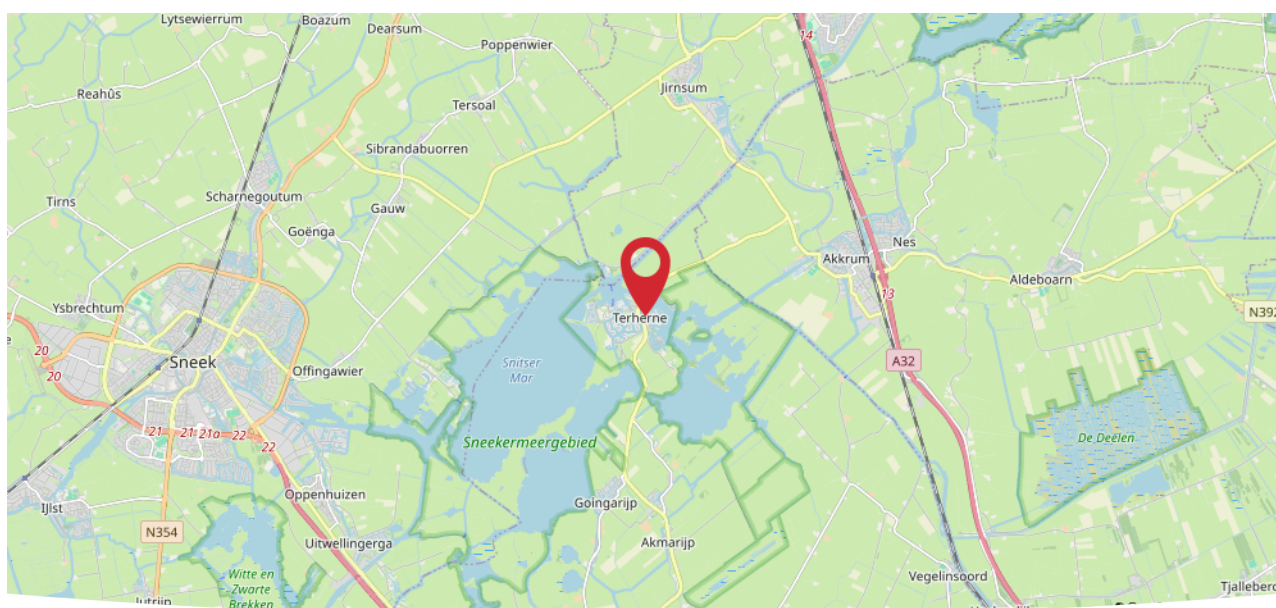 Lytsewierrum
Boazum
Dearsum
Poppenwier
14
Reahûs
Jirnsum
Tersoal
Sibrandabuorren
Scharnegoutum
Tirns
Gauw
Goënga
Nes
Akkrum
Aldeboarn
13
Ysbrechtum
Terherne
N392
20
Sneek
Snitser
Mar
A32
20
Offingawier
21
21
21a
22
22
Sneekermeergebied
De Deelen
Oppenhuizen
IJlst
Goingarijp
N354
Uitwellingerga
Akmarijp
Witte en
Zwarte
Brekken
Vegelinsoord
Tjalleberd
Jutrijp